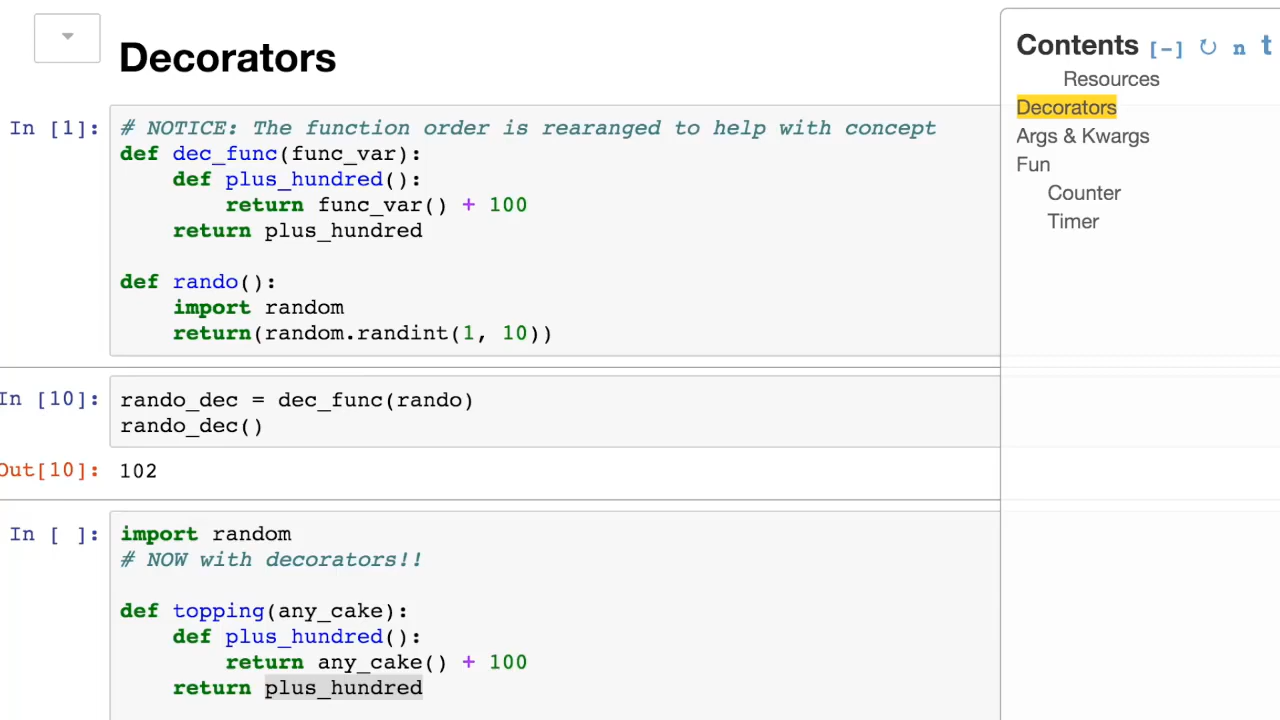 Decorators
In [1]:
# NOTICE: The function order is rearanged to help with concept
def dec_func(func_var):
    def plus_hundred():
        return func_var() + 100
    return plus_hundred
def rando():
    import random
    return(random.randint(1, 10))
In [10]:
rando_dec = dec_func(rando)
rando_dec()
Out[10]: 102
In [ ]:
import random
# NOW with decorators!!
def topping(any_cake):
    def plus_hundred():
        return any_cake() + 100
    return plus_hundred
Contents [-] ↻ n t
Resources
Decorators
Args & Kwargs
Fun
Counter
Timer